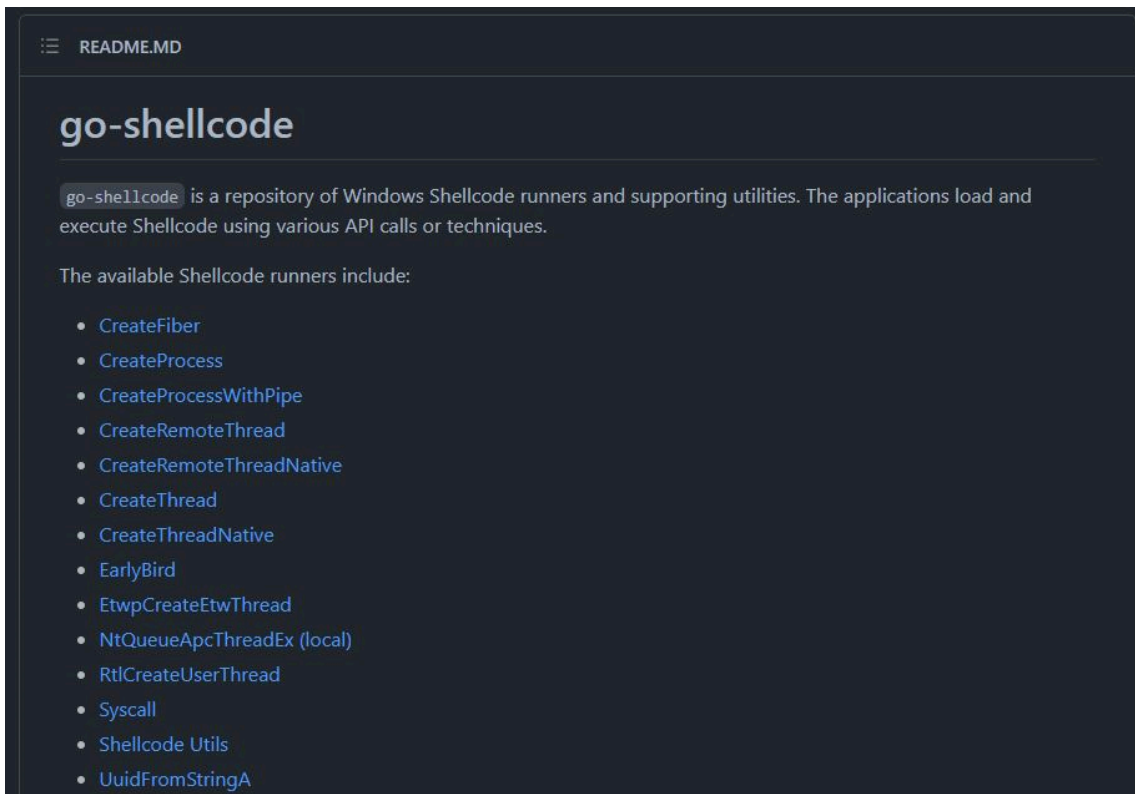 README.MD
go-shellcode
go-shellcode is a repository of Windows Shellcode runners and supporting utilities. The applications load and
execute Shellcode using various API calls or techniques.
The available Shellcode runners include:
• CreateFiber
• CreateProcess
• CreateProcessWithPipe
• CreateRemoteThread
• CreateRemoteThreadNative
• CreateThread
• CreateThreadNative
• EarlyBird
• EtwpCreateEtwThread
• NtQueueApcThreadEx (local)
• RtlCreateUserThread
• Syscall
• Shellcode Utils
• UuidFromStringA